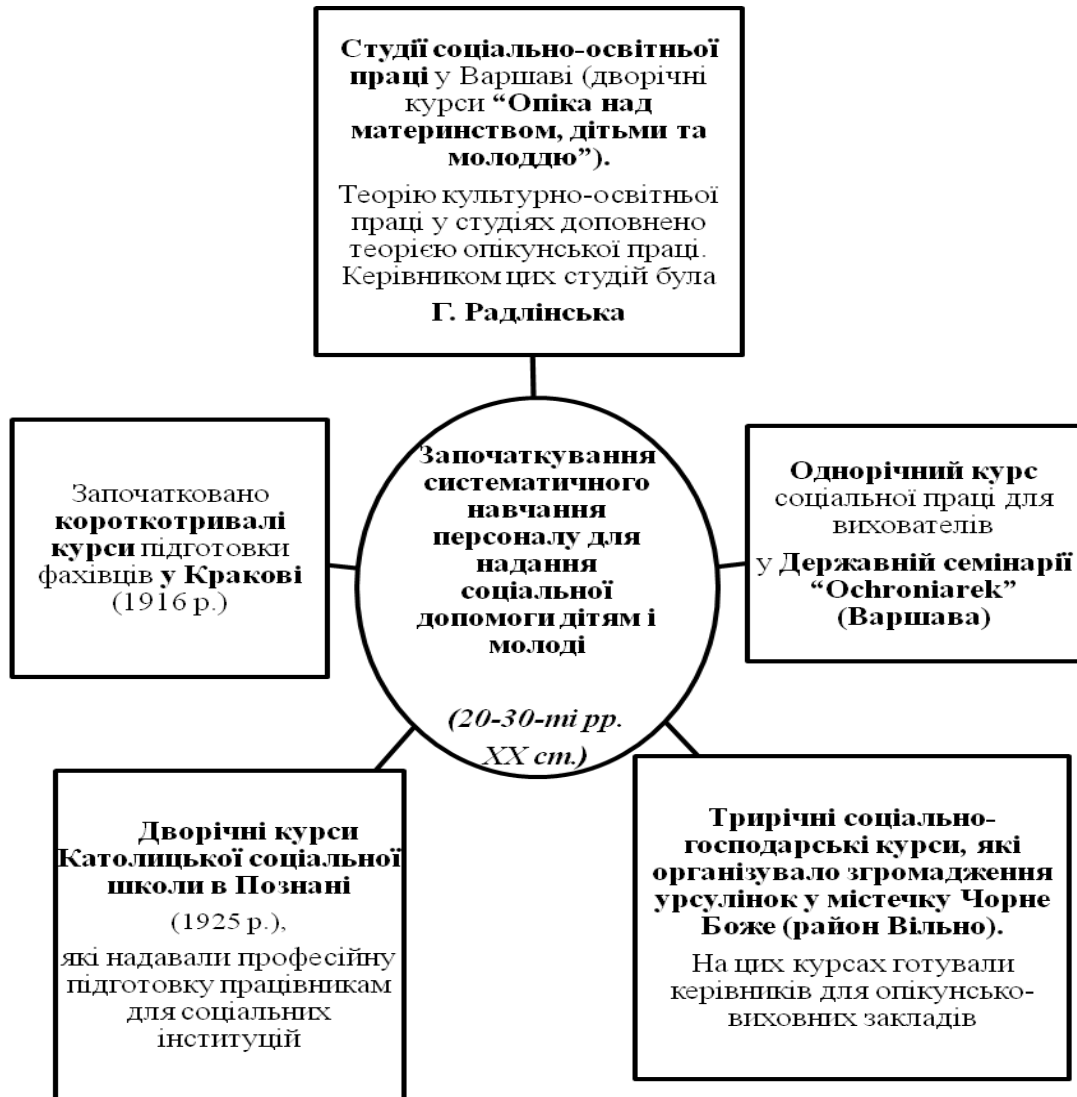 Студії соціально-освітньої
праці у Варшаві (дворічні
курси “Опіка над
материнством, дітьми та
молоддю”).
Теорію культурно-освітньої
праці у студіях доповнено
теорією опікунської праці.
Керівником цих студій була
Г. Радлінська
Започатковано
короткотривалі
курси підготовки
фахівців у Кракові
(1916 р.)
Започаткування
систематичного
навчання
персоналу для
надання
соціальної
допомоги дітям і
молоді
(20-30-ті рр.
ХХ ст.)
Однорічний курс
соціальної праці для
вихователів
у Державній семінарії
“Ochroniarek”
(Варшава)
Дворічні курси
Католицької соціальної
школи в Познані
(1925 р.),
які надавали професійну
підготовку працівникам
для соціальних
інституцій
Трирічні соціально-
господарські курси, які
організувало згромадження
урсулінок у містечку Чорне
Боже (район Вільно).
На цих курсах готували
керівників для опікунсько-
виховних закладів